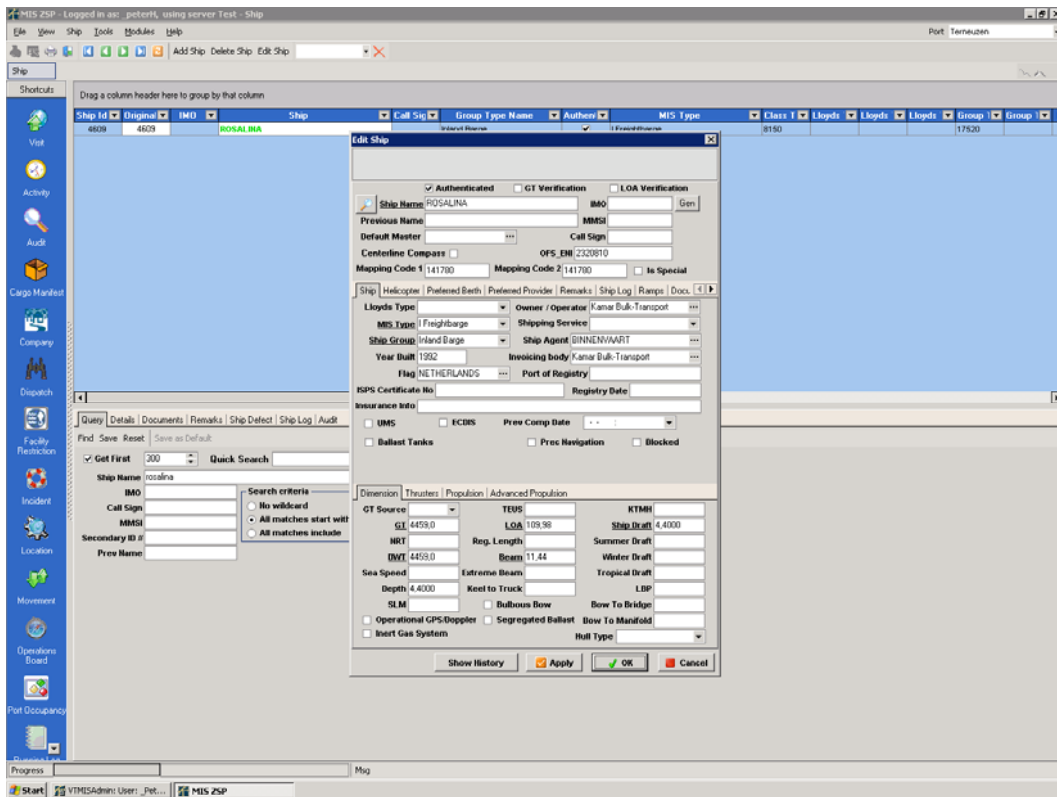 MIS ZSP - Logged in as: _peterH, using server Test - Ship
File View Ship Tools Modules Help Port Terneuzen
Add Ship Delete Ship Edit Ship
Ship
Shortcuts
Drag a column header here to group by that column
Ship Id Original IMO Ship Call Sig Group Type Name Authen MIS Type Class T Lloyds Lloyds Lloyds Group 1 Group 1
4609 4609 ROSALINA Inland Barge I Freightbarge 8150 17520
Visit
Activity
Audit
Cargo Manifest
Company
Dispatch
Facility Restriction
Incident
Location
Movement
Operations Board
Port Occupancy
Edit Ship
Authenticated GT Verification LOA Verification
Ship Name ROSALINA IMO Gen
Previous Name MMSI
Default Master ... Call Sign
Centerline Compass OFS_ENI 2320810
Mapping Code 1 141780 Mapping Code 2 141780 Is Special
Ship Helicopter Preferred Berth Preferred Provider Remarks Ship Log Ramps Docu
Lloyds Type Owner / Operator Kamar Bulk-Transport ...
MIS Type I Freightbarge Shipping Service
Ship Group Inland Barge Ship Agent BINNENVAART ...
Year Built 1992 Invoicing body Kamar Bulk-Transport ...
Flag NETHERLANDS ... Port of Registry
ISPS Certificate No Registry Date
Insurance Info
UMS ECDIS Prev Comp Date - - :
Ballast Tanks Prec Navigation Blocked
Dimension Thrusters Propulsion Advanced Propulsion
GT Source TEUS KTMH
GT 4459,0 LOA 109,98 Ship Draft 4,4000
NRT Reg. Length Summer Draft
DWT 4459,0 Beam 11,44 Winter Draft
Sea Speed Extreme Beam Tropical Draft
Depth 4,4000 Keel to Truck LBP
SLM Bulbous Bow Bow To Bridge
Operational GPS/Doppler Segregated Ballast Bow To Manifold
Inert Gas System Hull Type
Show History Apply OK Cancel
Query Details Documents Remarks Ship Defect Ship Log Audit
Find Save Reset Save as Default
Get First 300 Quick Search
Ship Name rosalina
IMO
Call Sign
MMSI
Secondary ID #
Prev Name
Search criteria
No wildcard
All matches start with
All matches include
Progress Msg
Start VTMISAdmin: User: _Pet... MIS ZSP